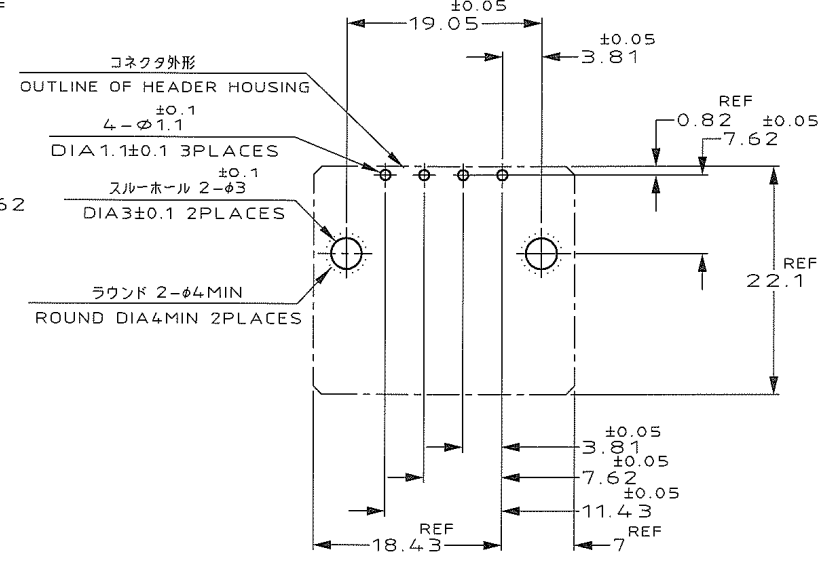 ±0.05
19.05
±0.05
3.81
コネクタ外形
OUTLINE OF HEADER HOUSING
±0.1
4-φ1.1
DIA1.1±0.1 3PLACES
REF
0.82
±0.05
7.62
±0.1
スルーホール 2-φ3
DIA3±0.1 2PLACES
62
ラウンド 2-φ4MIN
ROUND DIA4MIN 2PLACES
REF
22.1
±0.05
3.81
±0.05
7.62
±0.05
11.43
REF
18.43
REF
7